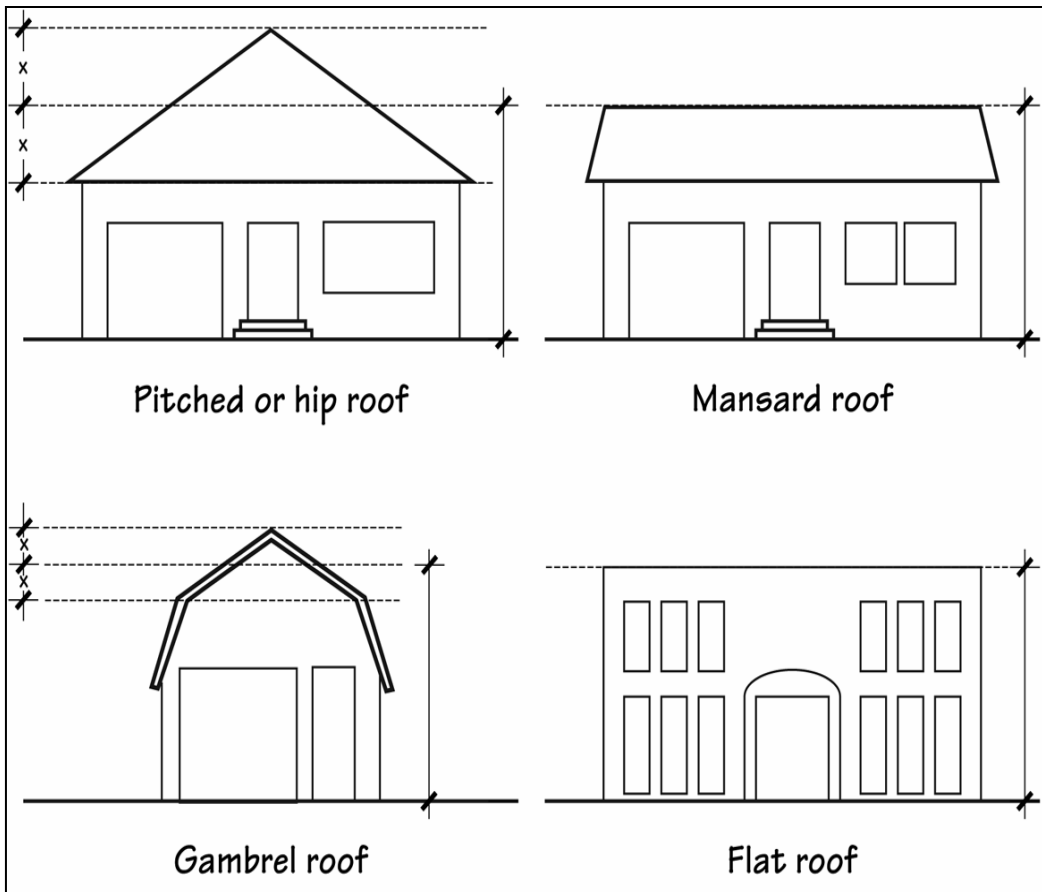 x
x
Pitched or hip roof
Mansard roof
x
x
Gambrel roof
Flat roof